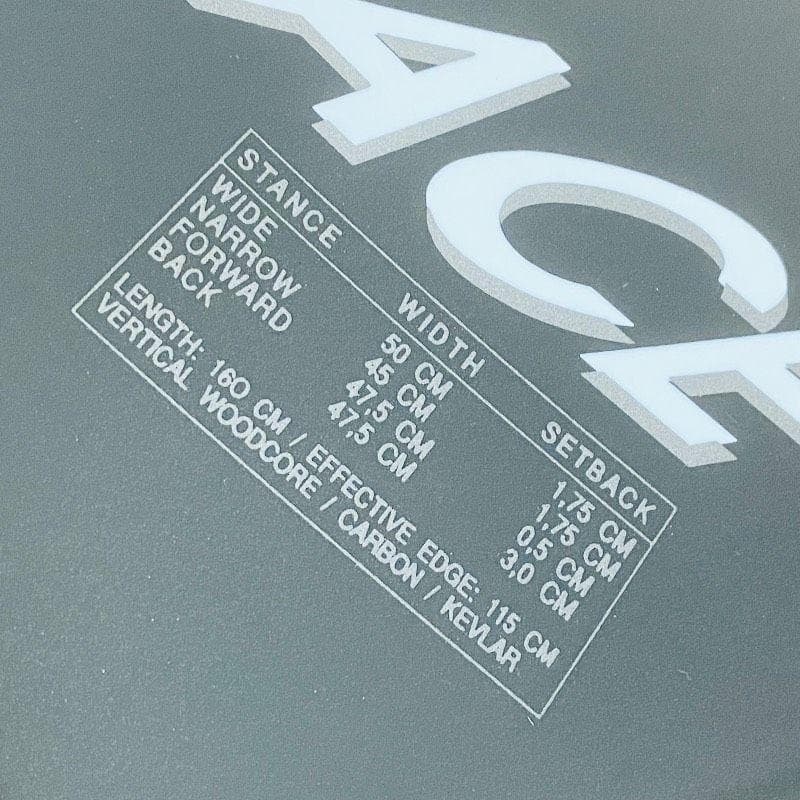 ACE
STANCE WIDTH SETBACK
WIDE 50 CM 1,75 CM
NARROW 45 CM 1,75 CM
FORWARD 47,5 CM 0,5 CM
BACK 47,5 CM 3,0 CM
LENGTH: 160 CM / EFFECTIVE EDGE: 115 CM
VERTICAL WOODCORE / CARBON / KEVLAR